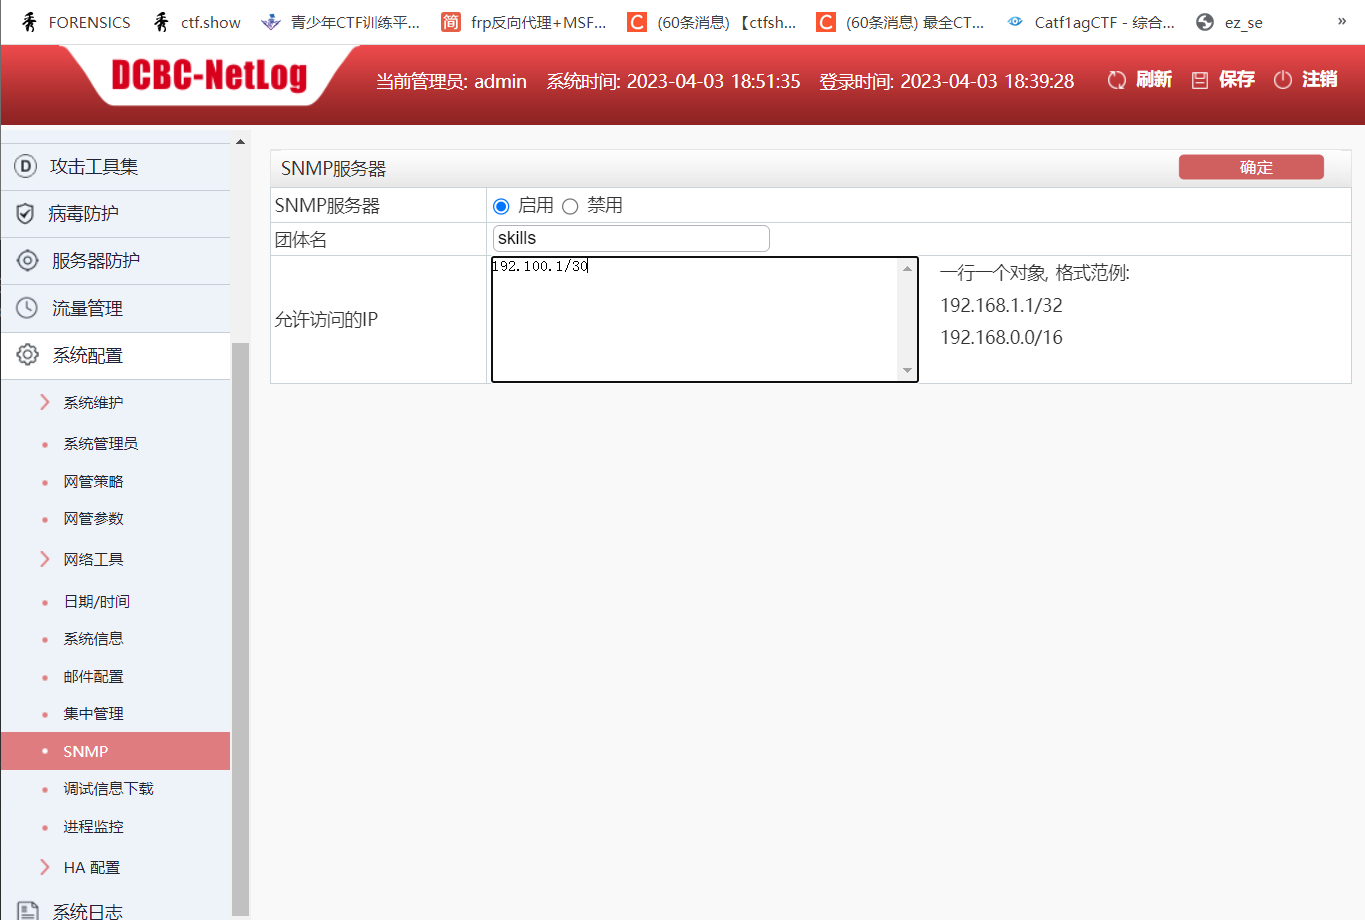 FORENSICS ctf.show 青少年CTF训练平... 简 frp反向代理+MSF... C (60条消息) 【ctfsh... C (60条消息) 最全CT... Catf1agCTF - 综合... ez_se »
DCBC-NetLog 当前管理员: admin 系统时间: 2023-04-03 18:51:35 登录时间: 2023-04-03 18:39:28 刷新 保存 注销
D 攻击工具集
病毒防护
服务器防护
流量管理
系统配置
系统维护
系统管理员
网管策略
网管参数
网络工具
日期/时间
系统信息
邮件配置
集中管理
SNMP
调试信息下载
进程监控
HA 配置
系统日志
SNMP服务器 确定
SNMP服务器 启用 禁用
团体名 skills
允许访问的IP 192.100.1/30
一行一个对象, 格式范例:
192.168.1.1/32
192.168.0.0/16